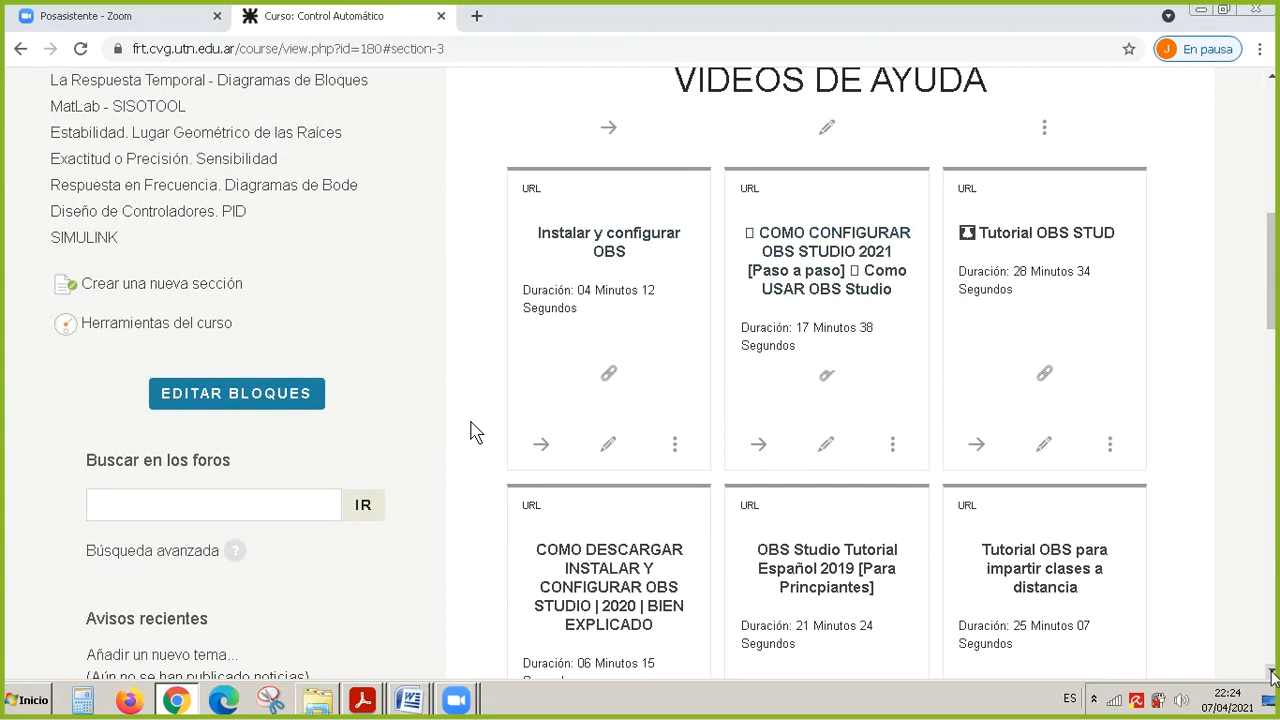 Posasistente - Zoom
Curso: Control Automático
frt.cvg.utn.edu.ar/course/view.php?id=180#section-3
J
En pausa
La Respuesta Temporal - Diagramas de Bloques
MatLab - SISOTOOL
Estabilidad. Lugar Geométrico de las Raíces
Exactitud o Precisión. Sensibilidad
Respuesta en Frecuencia. Diagramas de Bode
Diseño de Controladores. PID
SIMULINK
Crear una nueva sección
Herramientas del curso
EDITAR BLOQUES
Buscar en los foros
IR
Búsqueda avanzada
?
Avisos recientes
Añadir un nuevo tema...
(Aún no se han publicado noticias)
VIDEOS DE AYUDA
URL
Instalar y configurar
OBS
Duración: 04 Minutos 12
Segundos
URL
COMO CONFIGURAR
OBS STUDIO 2021
[Paso a paso] Como
USAR OBS Studio
Duración: 17 Minutos 38
Segundos
URL
Tutorial OBS STUD
Duración: 28 Minutos 34
Segundos
URL
COMO DESCARGAR
INSTALAR Y
CONFIGURAR OBS
STUDIO | 2020 | BIEN
EXPLICADO
Duración: 06 Minutos 15
URL
OBS Studio Tutorial
Español 2019 [Para
Princpiantes]
Duración: 21 Minutos 24
Segundos
URL
Tutorial OBS para
impartir clases a
distancia
Duración: 25 Minutos 07
Segundos
Inicio
ES
22:24
07/04/2021